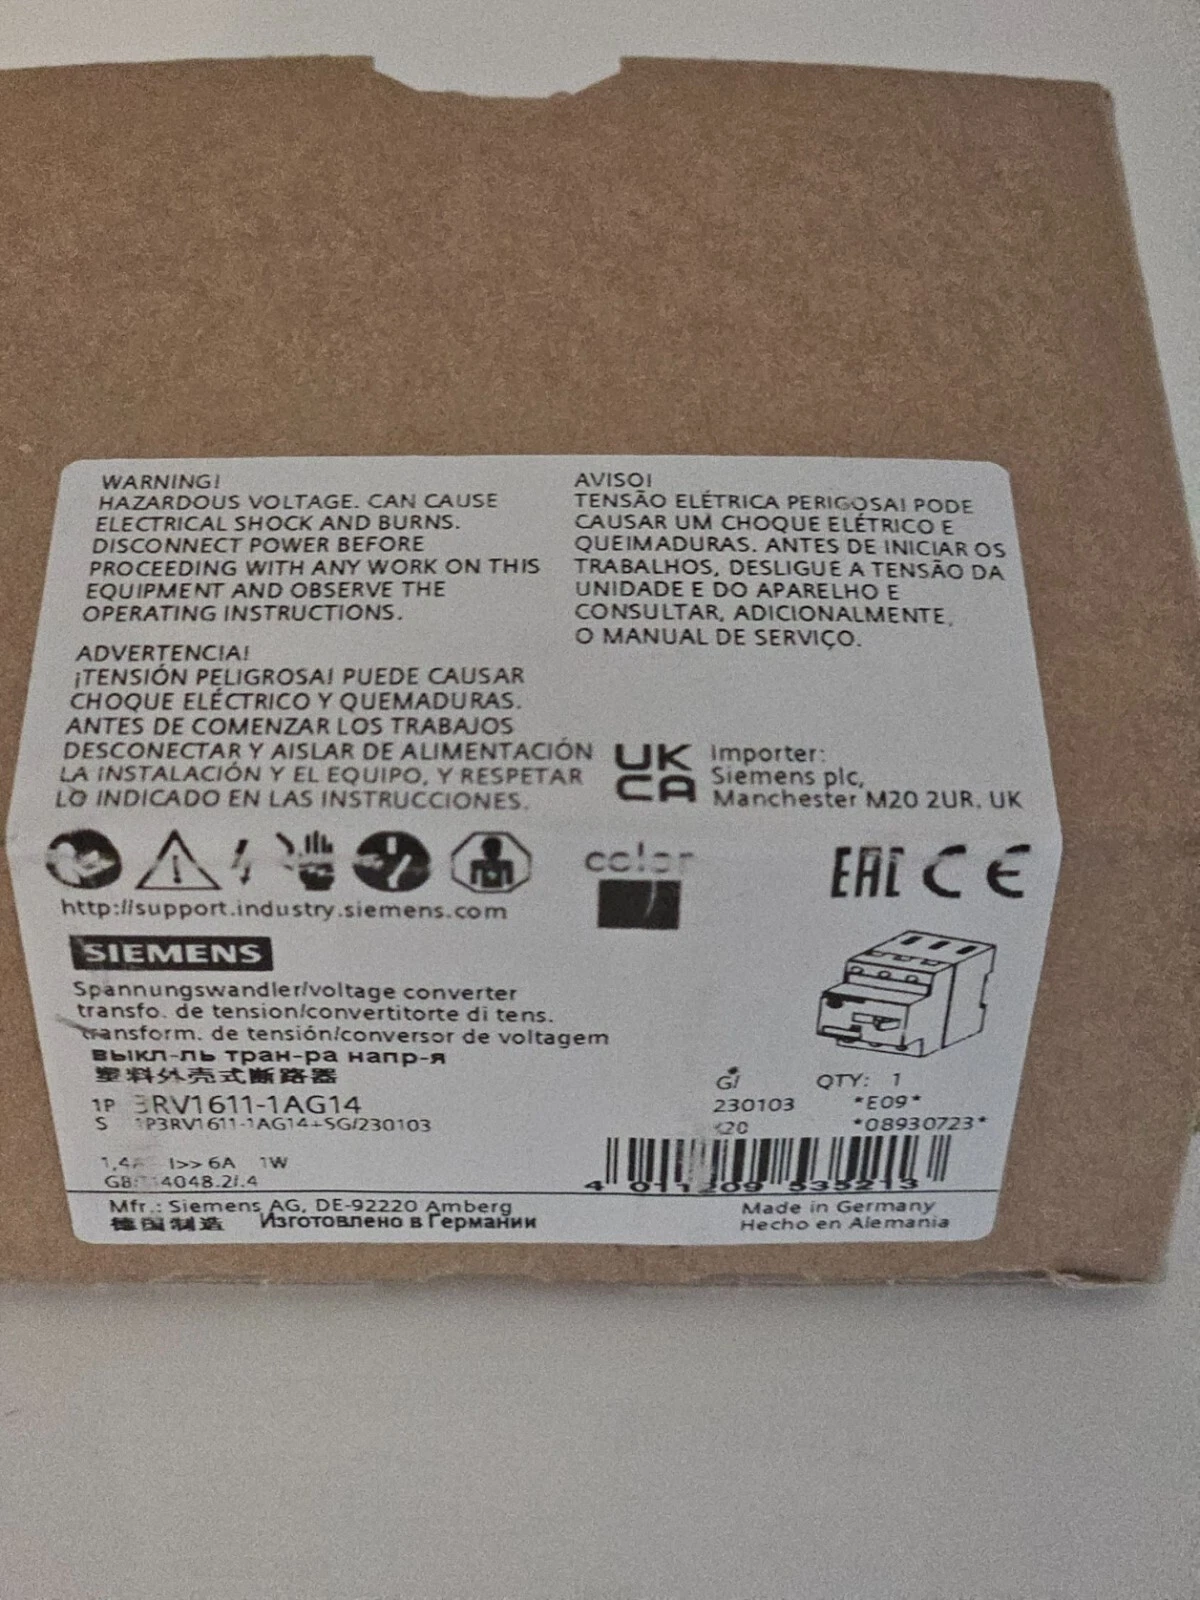 WARNING!
HAZARDOUS VOLTAGE. CAN CAUSE
ELECTRICAL SHOCK AND BURNS.
DISCONNECT POWER BEFORE
PROCEEDING WITH ANY WORK ON THIS
EQUIPMENT AND OBSERVE THE
OPERATING INSTRUCTIONS.
ADVERTENCIA!
¡TENSIÓN PELIGROSA! PUEDE CAUSAR
CHOQUE ELÉCTRICO Y QUEMADURAS.
ANTES DE COMENZAR LOS TRABAJOS
DESCONECTAR Y AISLAR DE ALIMENTACIÓN
LA INSTALACIÓN Y EL EQUIPO, Y RESPETAR
LO INDICADO EN LAS INSTRUCCIONES.
AVISO!
TENSÃO ELÉTRICA PERIGOSA! PODE
CAUSAR UM CHOQUE ELÉTRICO E
QUEIMADURAS. ANTES DE INICIAR OS
TRABALHOS, DESLIGUE A TENSÃO DA
UNIDADE E DO APARELHO E
CONSULTAR, ADICIONALMENTE,
O MANUAL DE SERVIÇO.
UK
CA
Importer:
Siemens plc,
Manchester M20 2UR, UK
color
EAC CE
http://support.industry.siemens.com
SIEMENS
Spannungswandler/voltage converter
transfo. de tension/convertitorte di tens.
transform. de tensión/conversor de voltagem
выкл-ль тран-ра напр-я
塑料外壳式断路器
1P 3RV1611-1AG14
S 1P3RV1611-1AG14+SG/230103
G/ QTY: 1
230103 *E09*
*08930723*
I>> 6A 1W
4 011209 535213
Mfr.: Siemens AG, DE-92220 Amberg
德国制造 Изготовлено в Германии
Made in Germany
Hecho en Alemania